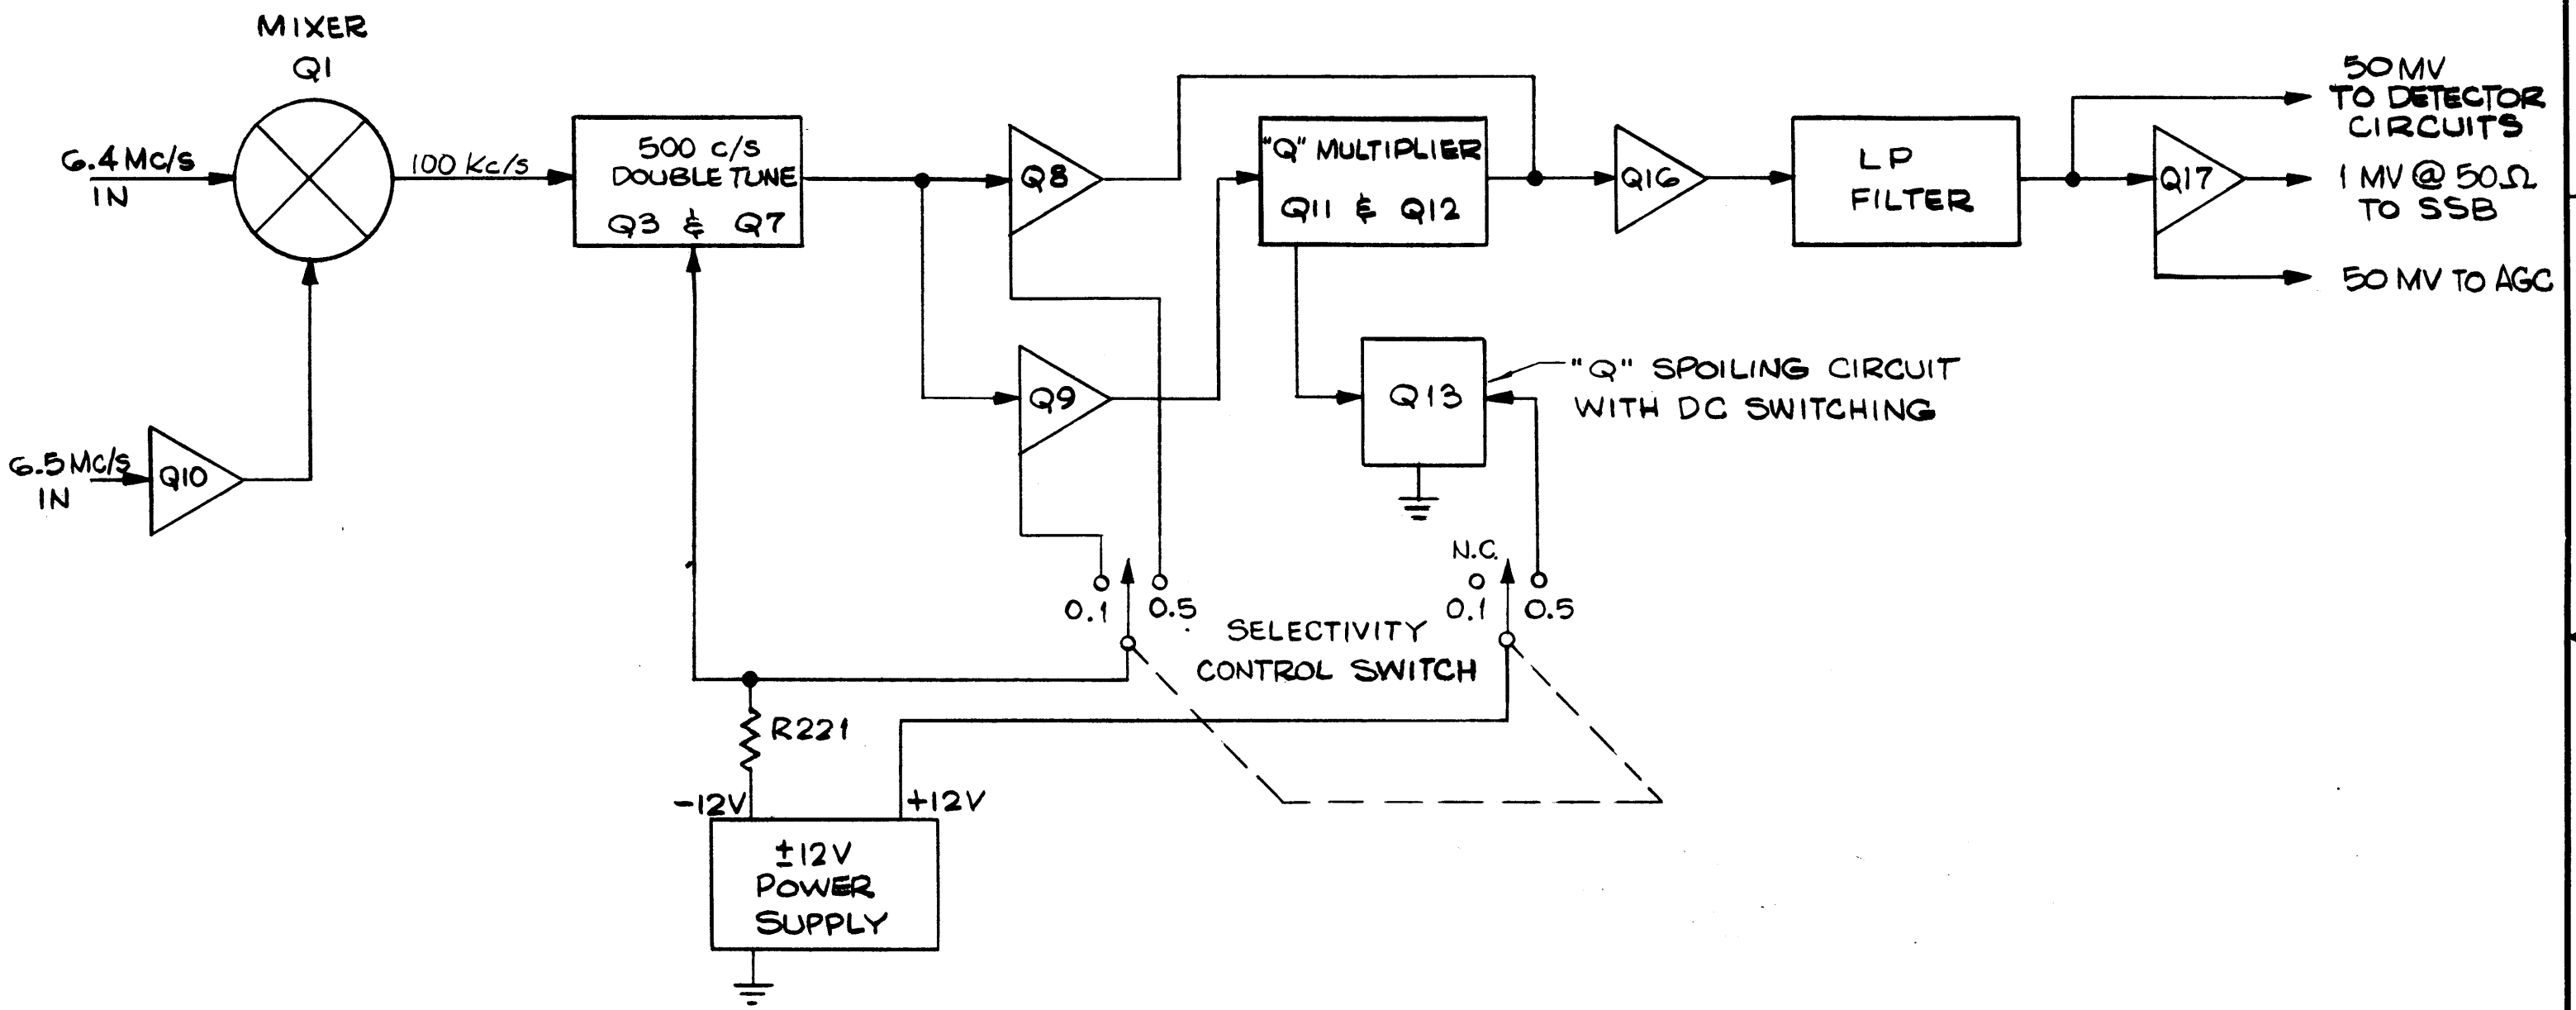 MIXER
Q1
6.4 Mc/s
IN
100 Kc/s
6.5 Mc/s
IN
Q10
500 c/s
DOUBLE TUNE
Q3 & Q7
Q8
Q9
"Q" MULTIPLIER
Q11 & Q12
Q16
LP
FILTER
Q17
50 MV
TO DETECTOR
CIRCUITS
1 MV @ 50Ω
TO SSB
50 MV TO AGC
Q13
"Q" SPOILING CIRCUIT
WITH DC SWITCHING
0.1
0.5
N.C.
0.1
0.5
SELECTIVITY
CONTROL SWITCH
R221
-12V
+12V
±12V
POWER
SUPPLY